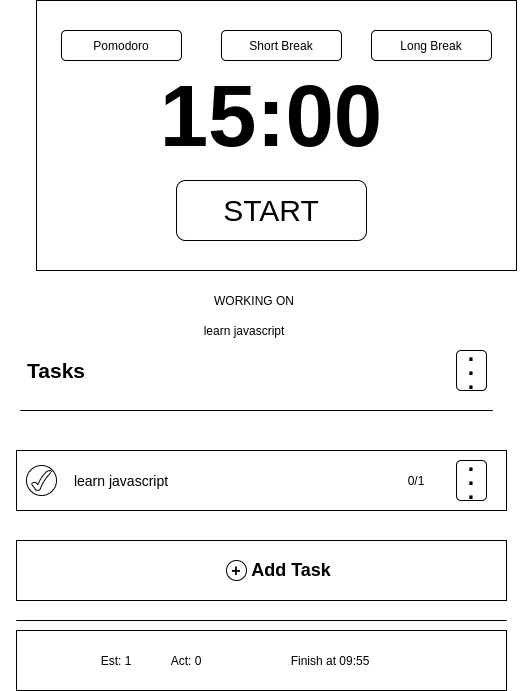 Pomodoro Short Break Long Break
15:00
START
WORKING ON
learn javascript
Tasks
learn javascript 0/1
+ Add Task
Est: 1 Act: 0 Finish at 09:55